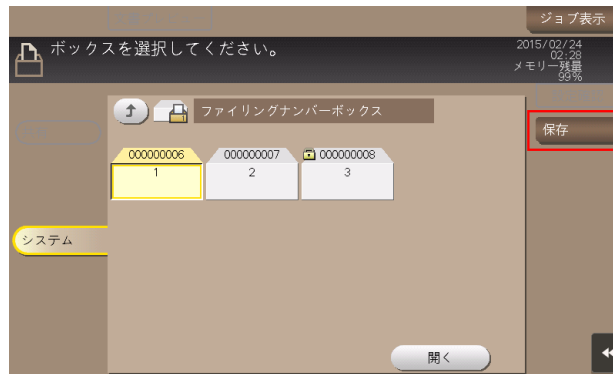 ジョブ表示
ボックスを選択してください。
2015/02/24
02:28
メモリー残量
99%
ファイリングナンバーボックス
保存
000000006
000000007
000000008
1
2
3
システム
開く